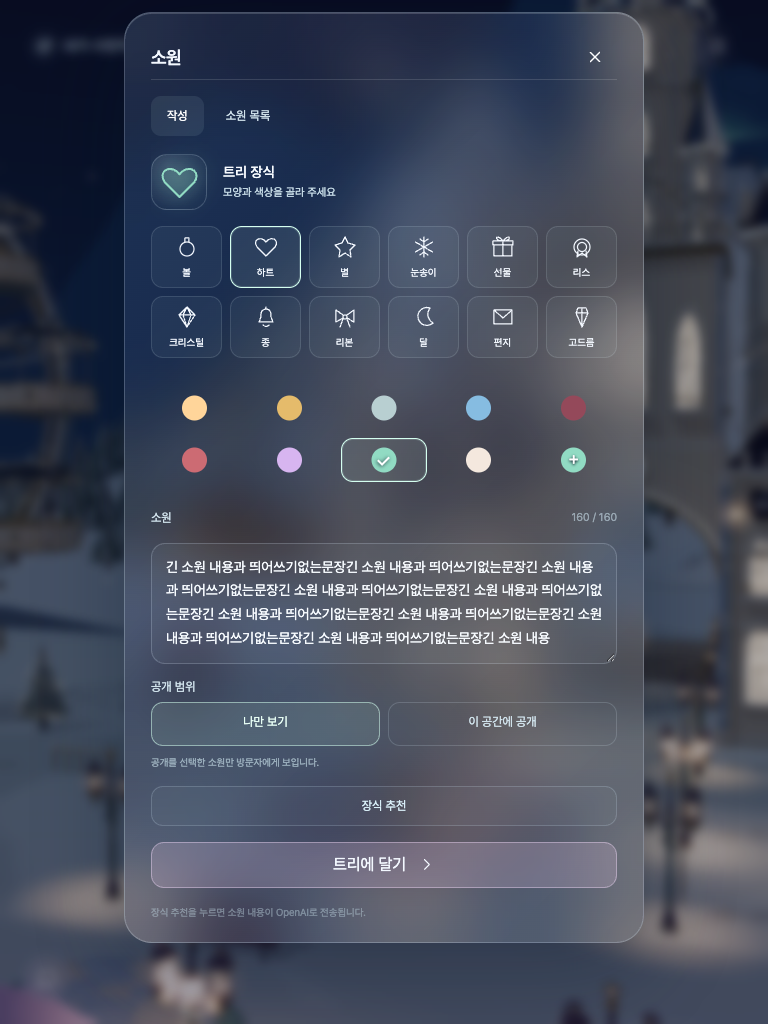 소원
작성
소원 목록
트리 장식
모양과 색상을 골라 주세요
볼
하트
별
눈송이
선물
리스
크리스털
종
리본
달
편지
고드름
소원
160 / 160
긴 소원 내용과 띄어쓰기없는문장긴 소원 내용과 띄어쓰기없는문장긴 소원 내용
과 띄어쓰기없는문장긴 소원 내용과 띄어쓰기없는문장긴 소원 내용과 띄어쓰기없
는문장긴 소원 내용과 띄어쓰기없는문장긴 소원 내용과 띄어쓰기없는문장긴 소원
내용과 띄어쓰기없는문장긴 소원 내용과 띄어쓰기없는문장긴 소원 내용
공개 범위
나만 보기
이 공간에 공개
공개를 선택한 소원만 방문자에게 보입니다.
장식 추천
트리에 달기
장식 추천을 누르면 소원 내용이 OpenAI로 전송됩니다.